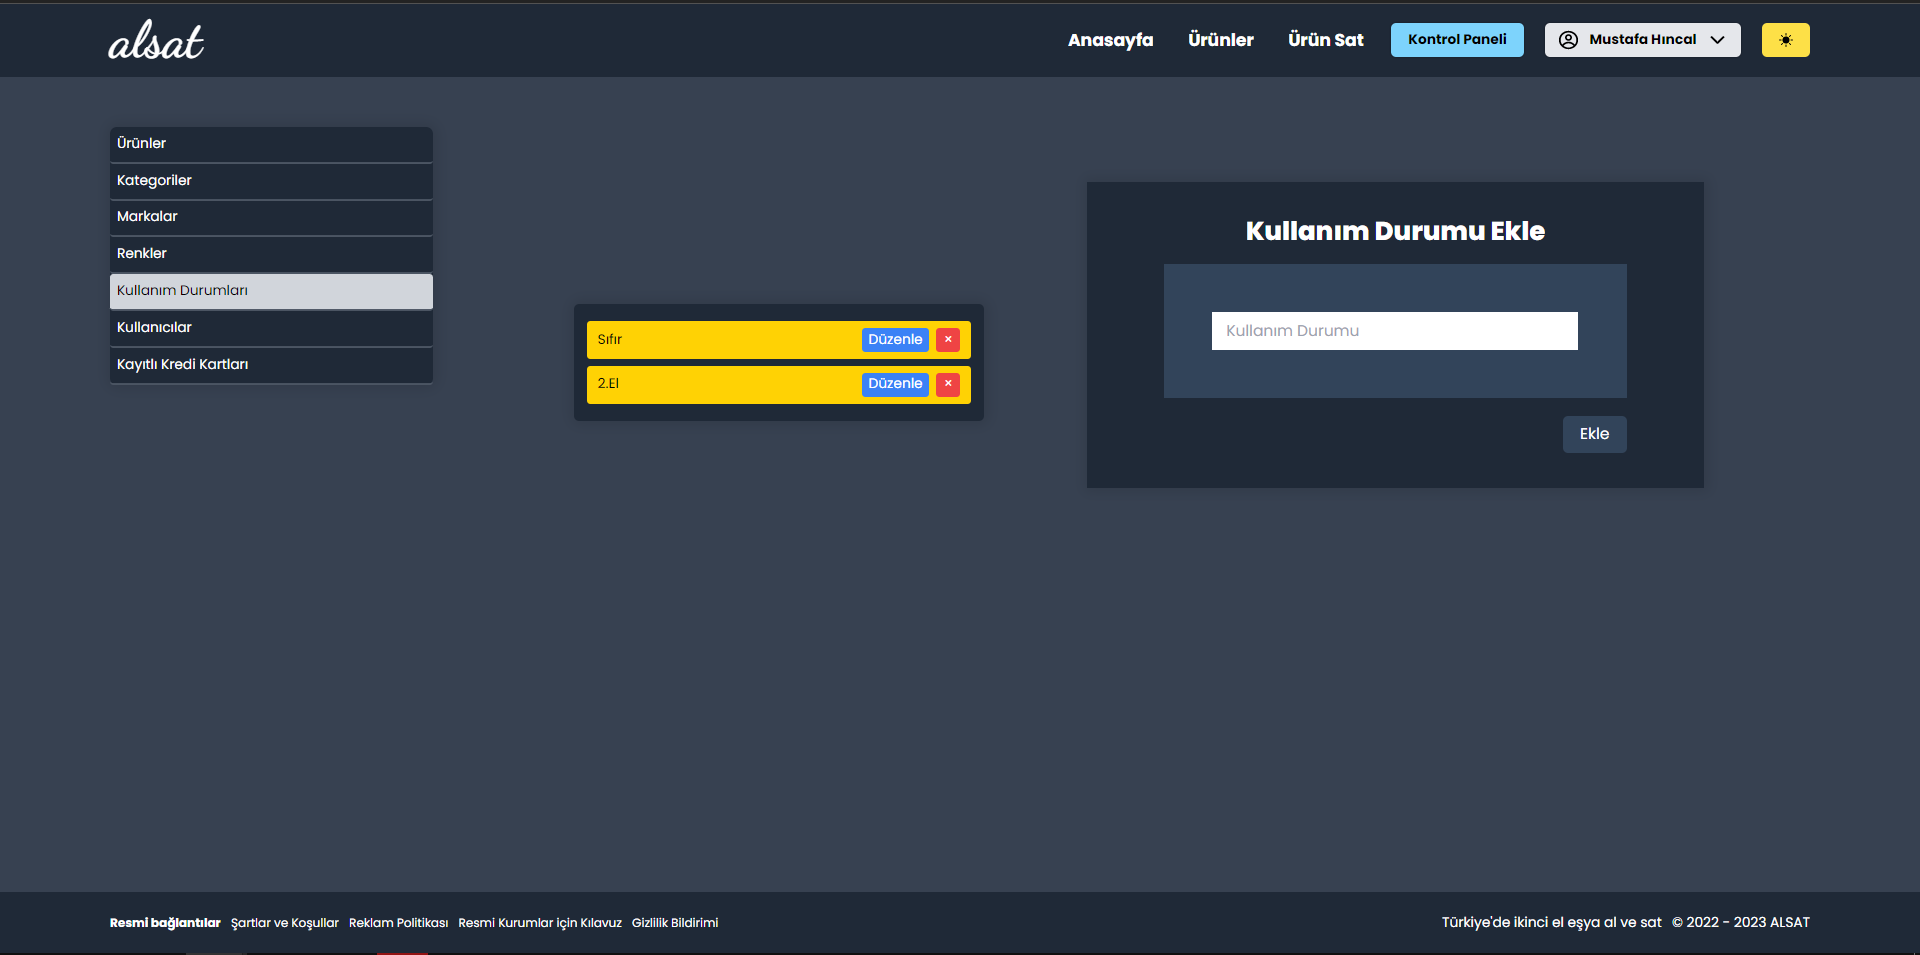 alsat
Anasayfa Ürünler Ürün Sat Kontrol Paneli Mustafa Hıncal
Ürünler
Kategoriler
Markalar
Renkler
Kullanım Durumları
Kullanıcılar
Kayıtlı Kredi Kartları
Sıfır Düzenle ×
2.El Düzenle ×
Kullanım Durumu Ekle
Kullanım Durumu
Ekle
Resmi bağlantılar Şartlar ve Koşullar Reklam Politikası Resmi Kurumlar için Kılavuz Gizlilik Bildirimi
Türkiye'de ikinci el eşya al ve sat © 2022 - 2023 ALSAT